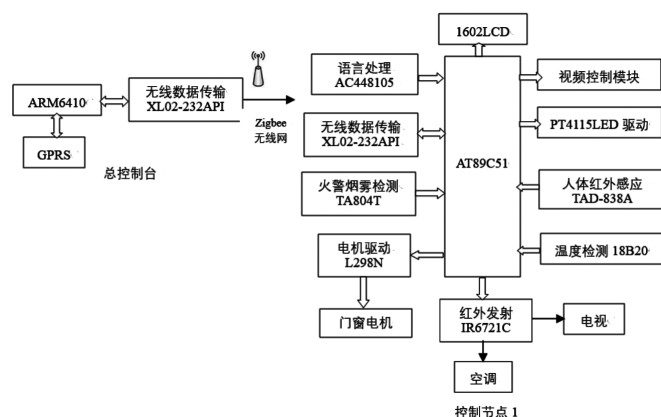 1602LCD
语言处理
AC448105
视频控制模块
无线数据传输
XL02-232API
ARM6410
Zigbee
无线网
GPRS
总控制台
无线数据传输
XL02-232API
AT89C51
PT4115LED 驱动
火警烟雾检测
TA804T
人体红外感应
TAD-838A
电机驱动
L298N
温度检测 18B20
门窗电机
红外发射
IR6721C
电视
空调
控制节点 1